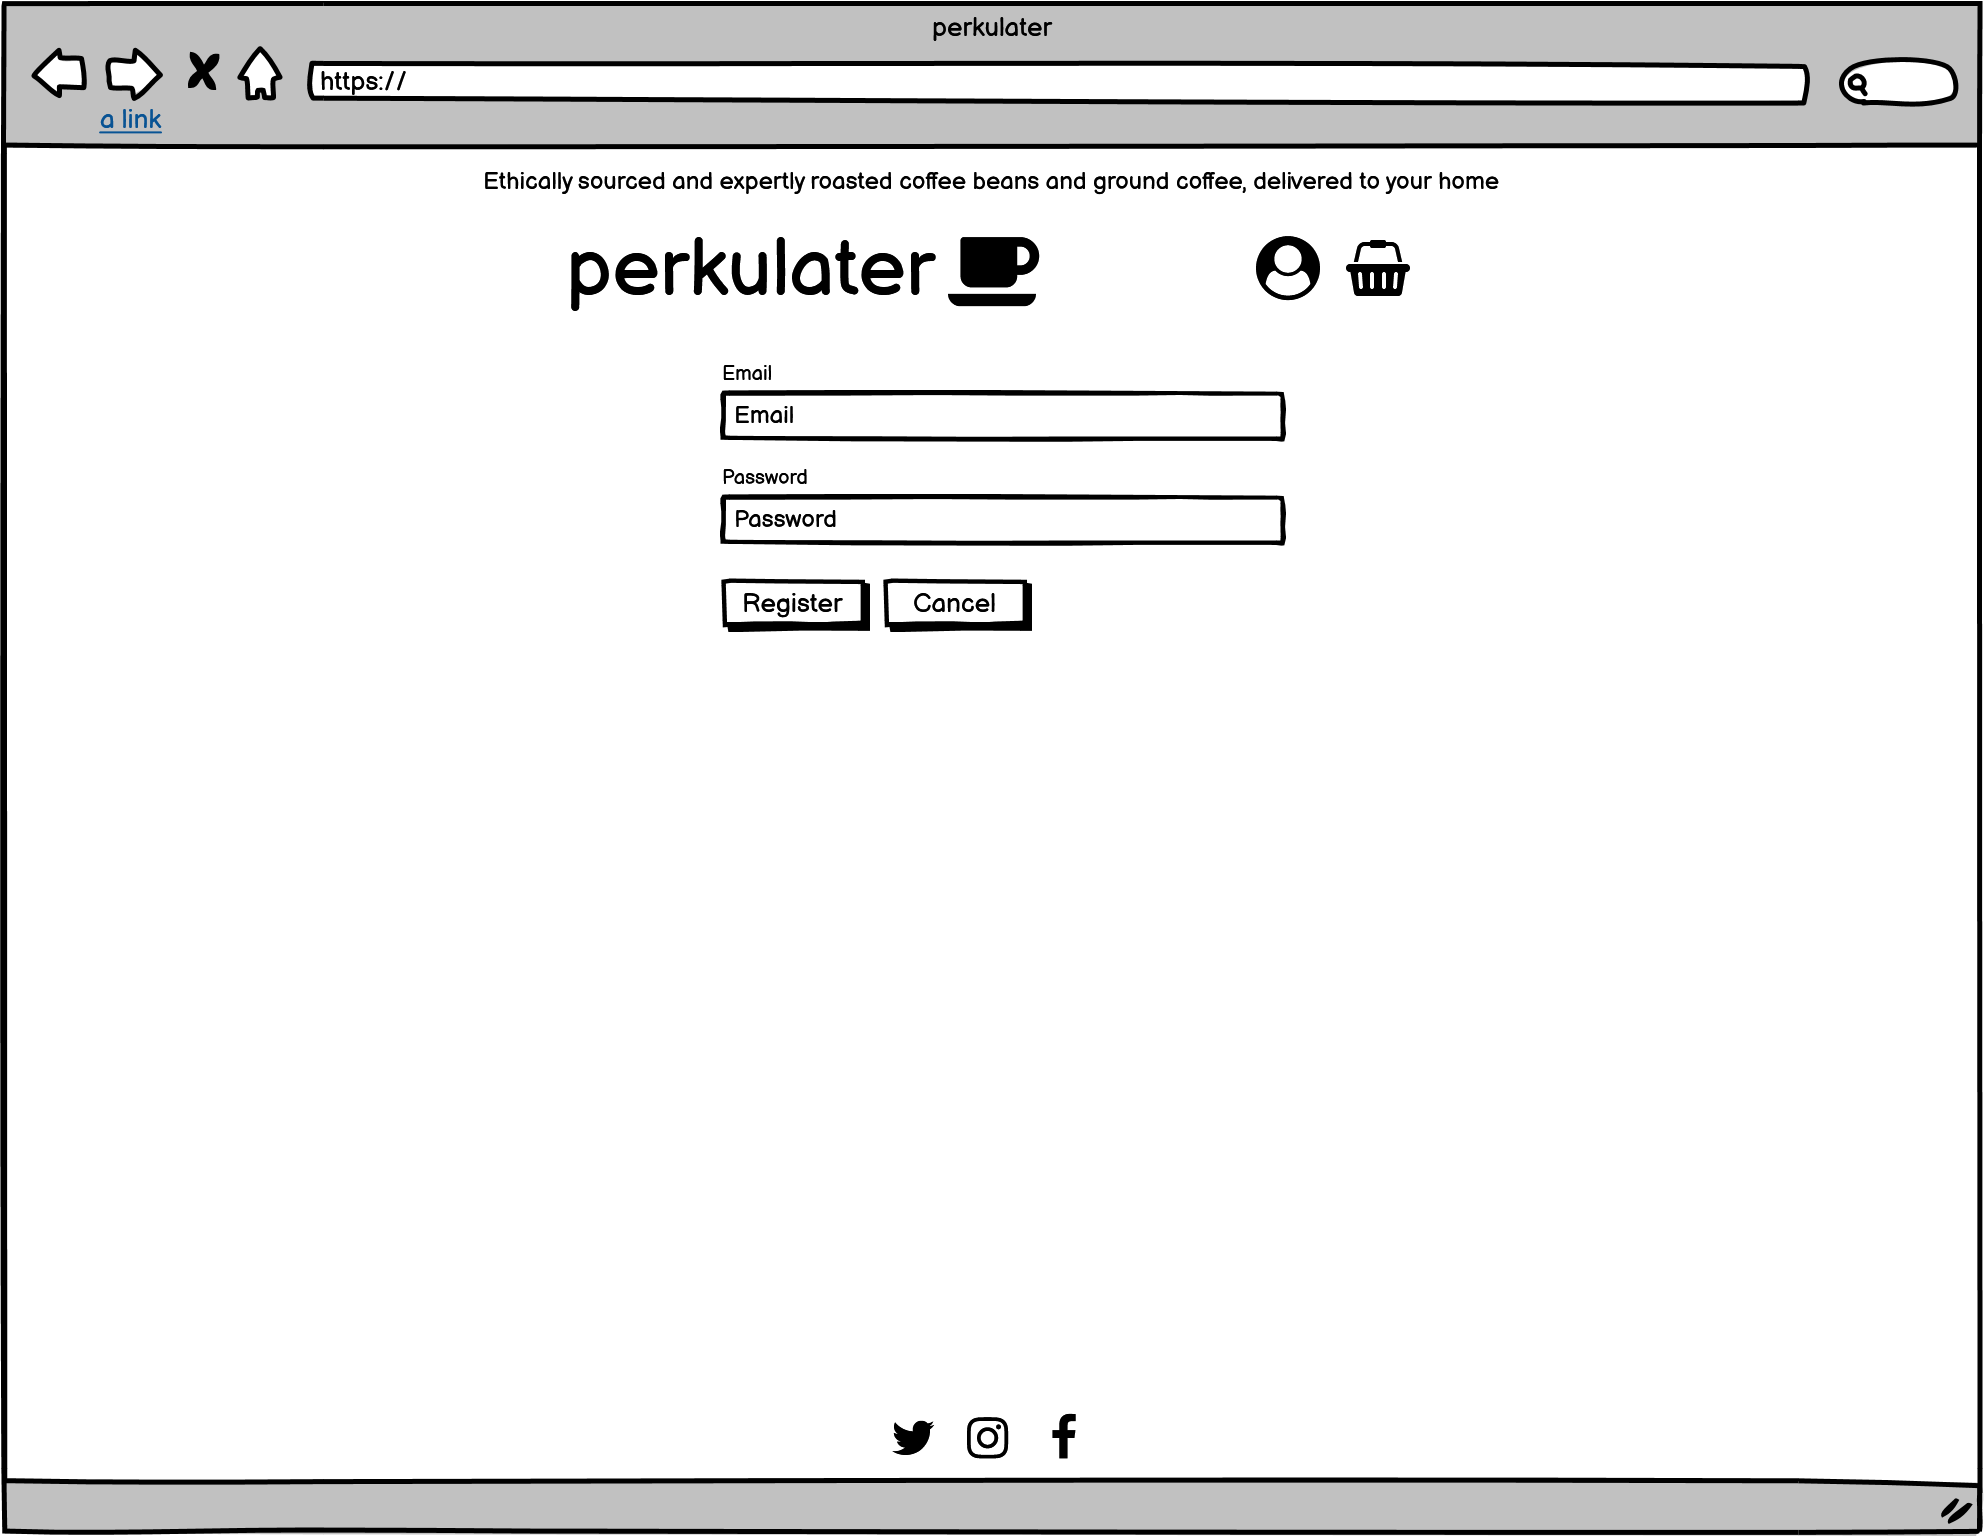 perkulater
https://
a link
Ethically sourced and expertly roasted coffee beans and ground coffee, delivered to your home
perkulater
Email
Email
Password
Password
Register Cancel